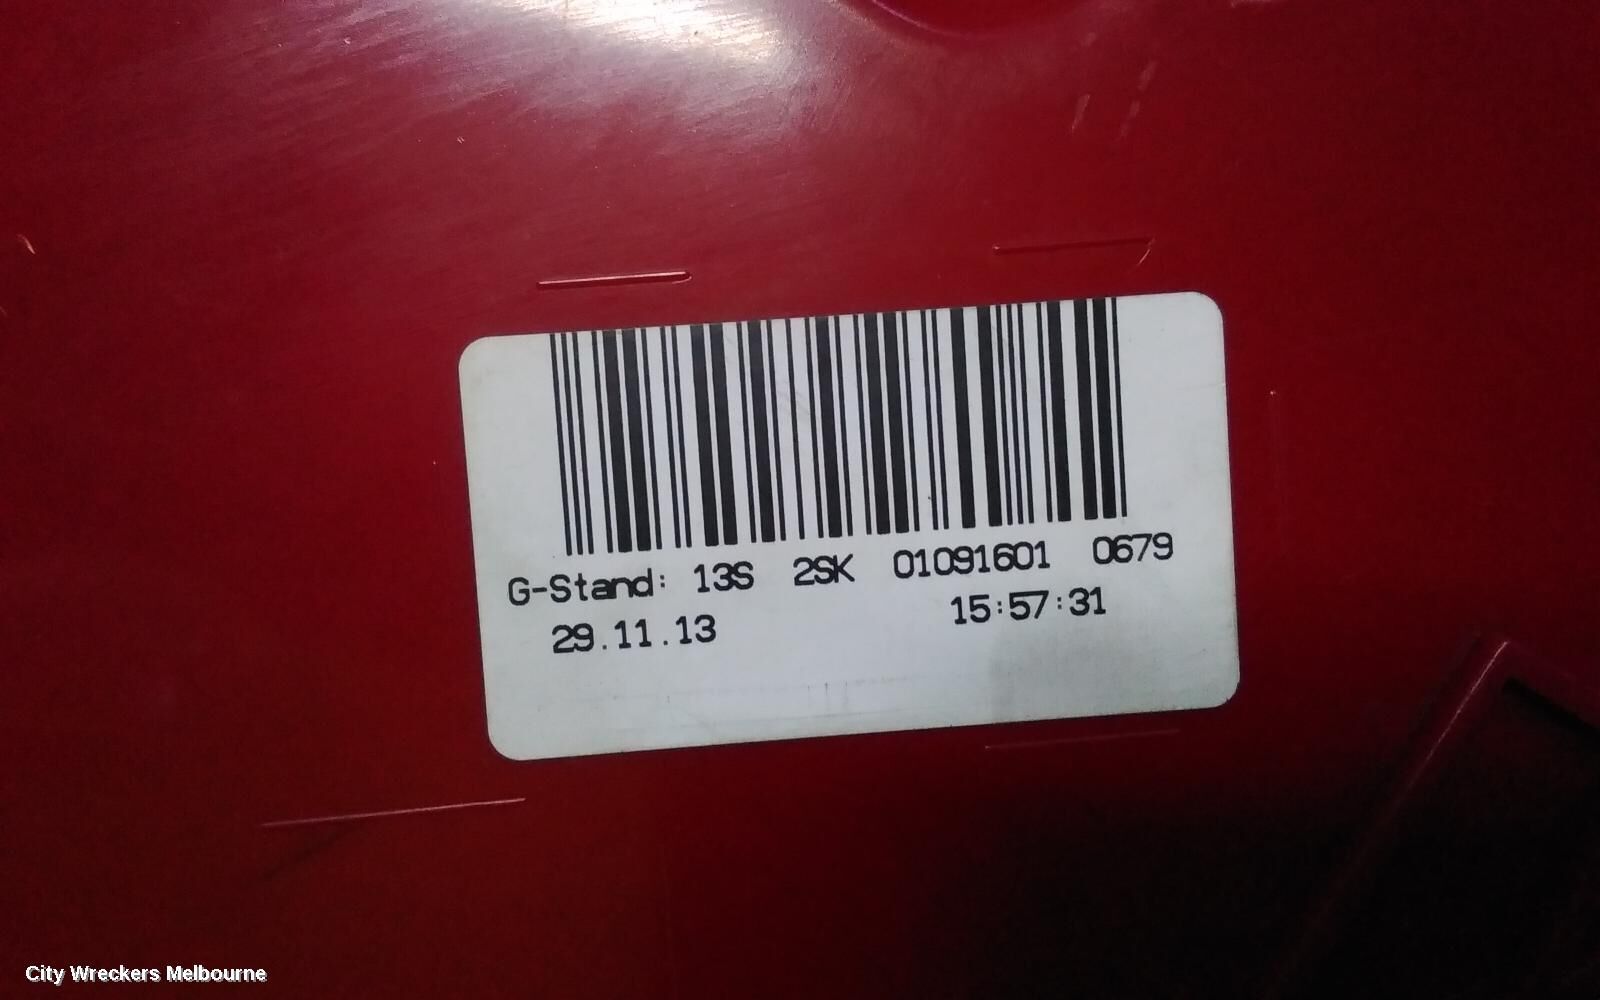 G-Stand: 13S 2SK 01091601 0679
29.11.13 15:57:31
City Wreckers Melbourne